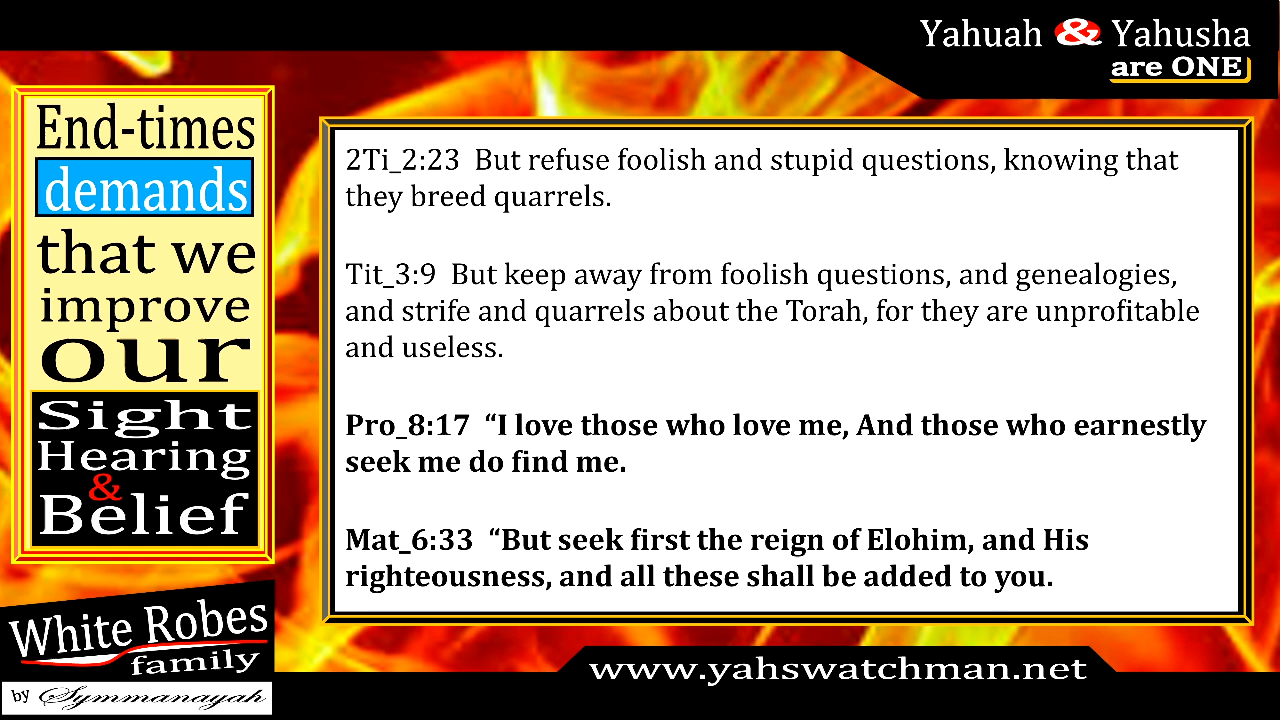 Yahuah & Yahusha
are ONE
End-times
demands
that we
improve
our
Sight
Hearing
&
Belief
2Ti_2:23  But refuse foolish and stupid questions, knowing that
they breed quarrels.
Tit_3:9  But keep away from foolish questions, and genealogies,
and strife and quarrels about the Torah, for they are unprofitable
and useless.
Pro_8:17  “I love those who love me, And those who earnestly
seek me do find me.
Mat_6:33  “But seek first the reign of Elohim, and His
righteousness, and all these shall be added to you.
White Robes
family
by Symmanayah
www.yahswatchman.net